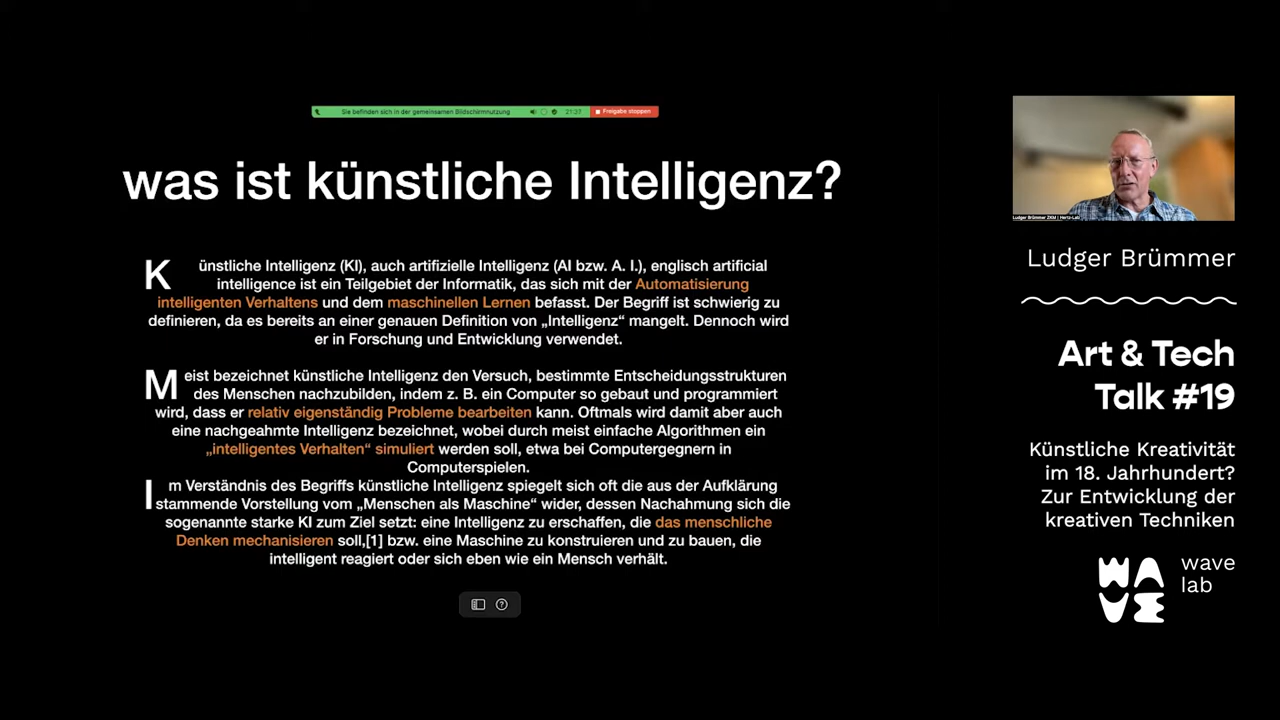 Sie befinden sich in der gemeinsamen Bildschirmnutzung
21:37
Freigabe stoppen
was ist künstliche Intelligenz?
Künstliche Intelligenz (KI), auch artifizielle Intelligenz (AI bzw. A. I.), englisch artificial
intelligence ist ein Teilgebiet der Informatik, das sich mit der Automatisierung
intelligenten Verhaltens und dem maschinellen Lernen befasst. Der Begriff ist schwierig zu
definieren, da es bereits an einer genauen Definition von „Intelligenz“ mangelt. Dennoch wird
er in Forschung und Entwicklung verwendet.
Meist bezeichnet künstliche Intelligenz den Versuch, bestimmte Entscheidungsstrukturen
des Menschen nachzubilden, indem z. B. ein Computer so gebaut und programmiert
wird, dass er relativ eigenständig Probleme bearbeiten kann. Oftmals wird damit aber auch
eine nachgeahmte Intelligenz bezeichnet, wobei durch meist einfache Algorithmen ein
„intelligentes Verhalten“ simuliert werden soll, etwa bei Computergegnern in
Computerspielen.
Im Verständnis des Begriffs künstliche Intelligenz spiegelt sich oft die aus der Aufklärung
stammende Vorstellung vom „Menschen als Maschine” wider, dessen Nachahmung sich die
sogenannte starke KI zum Ziel setzt: eine Intelligenz zu erschaffen, die das menschliche
Denken mechanisieren soll,[1] bzw. eine Maschine zu konstruieren und zu bauen, die
intelligent reagiert oder sich eben wie ein Mensch verhält.
Ludger Brümmer ZKM | Hertz-Lab
Ludger Brümmer
Art & Tech
Talk #19
Künstliche Kreativität
im 18. Jahrhundert?
Zur Entwicklung der
kreativen Techniken
WAVE
wave
lab